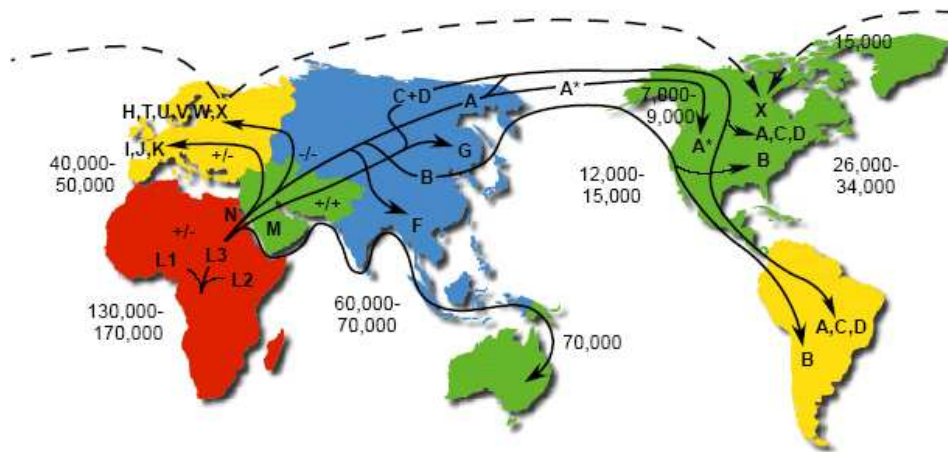 15,000
C+D
A
A*
7,000-
9,000
X
H,T,U,V,W,X
A,C,D
A*
I,J,K
+/-
-/-
G
B
B
40,000-
50,000
12,000-
15,000
26,000-
34,000
N
+/+
M
F
+/-
L1
L3
L2
130,000-
170,000
60,000-
70,000
70,000
A,C,D
B